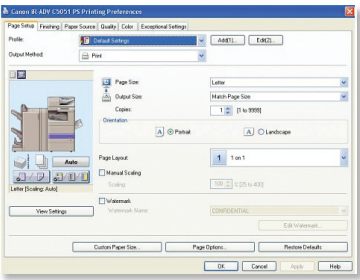 Canon iR-ADV C5051 PS Printing Preferences
Page Setup Finishing Paper Source Quality Color Exceptional Settings
Profile: Default Settings Add(1)... Edit(2)...
Output Method: Print
Page Size: Letter
Output Size: Match Page Size
Copies: 1 [1 to 9999]
Orientation
A Portrait A Landscape
Auto
Page Layout 1 1 on 1
Manual Scaling
Scaling: 100 % [25 to 400]
Letter [Scaling: Auto]
Watermark
View Settings
Watermark Name: CONFIDENTIAL
Edit Watermark...
Custom Paper Size... Page Options... Restore Defaults
OK Cancel Apply Help